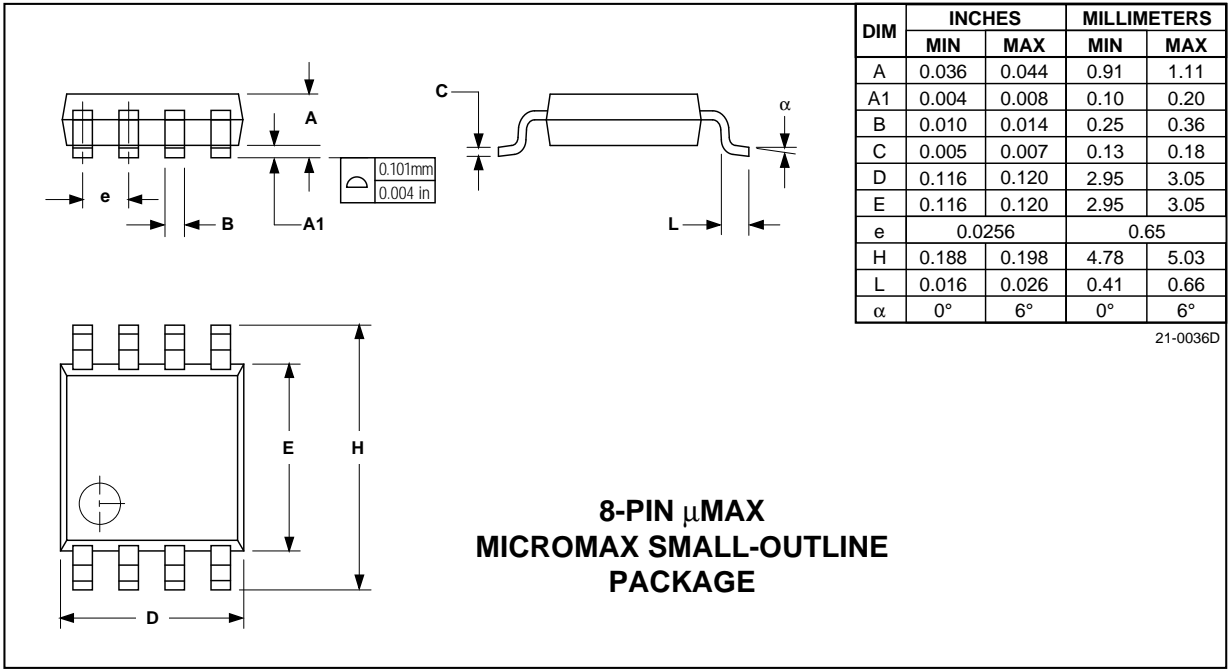 DIM INCHES MILLIMETERS
MIN MAX MIN MAX
A 0.036 0.044 0.91 1.11
A1 0.004 0.008 0.10 0.20
B 0.010 0.014 0.25 0.36
C 0.005 0.007 0.13 0.18
D 0.116 0.120 2.95 3.05
E 0.116 0.120 2.95 3.05
e 0.0256 0.65
H 0.188 0.198 4.78 5.03
L 0.016 0.026 0.41 0.66
α 0° 6° 0° 6°
21-0036D
C
α
A
0.101mm
0.004 in
e
B
A1
L
E
H
D
8-PIN µMAX
MICROMAX SMALL-OUTLINE
PACKAGE